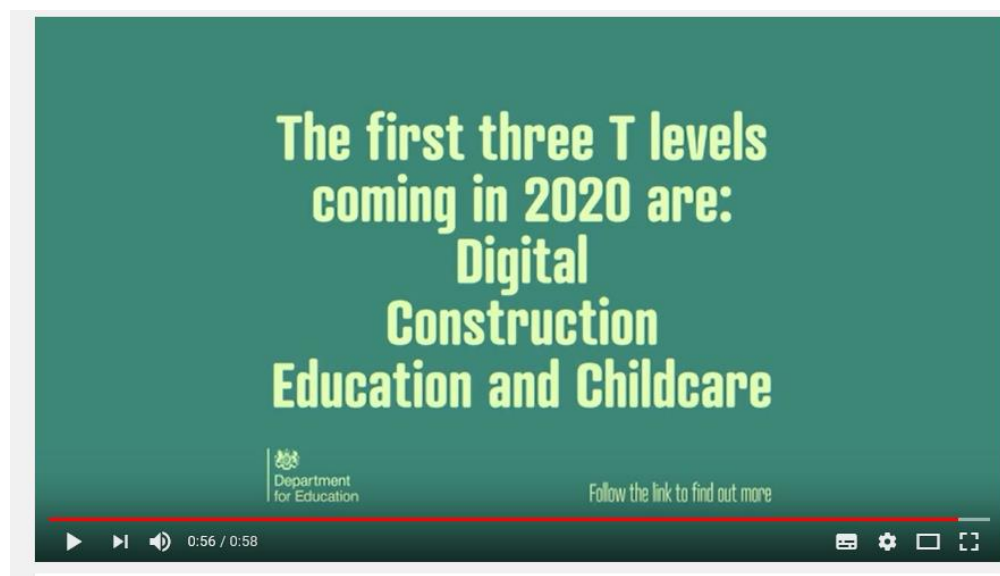 The first three T levels
coming in 2020 are:
Digital
Construction
Education and Childcare
Department
for Education
Follow the link to find out more
0:56 / 0:58